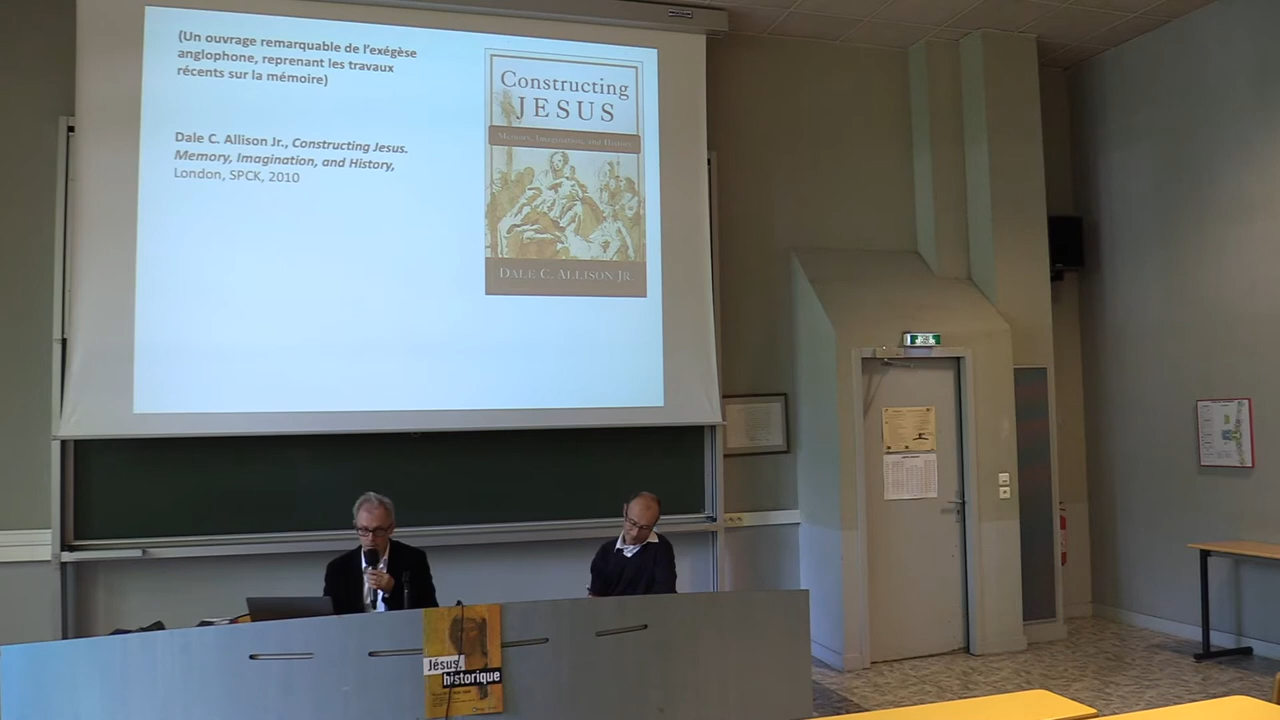 (Un ouvrage remarquable de l'exégèse
anglophone, reprenant les travaux
récents sur la mémoire)
Dale C. Allison Jr., Constructing Jesus.
Memory, Imagination, and History,
London, SPCK, 2010
Constructing
JESUS
Memory, Imagination, and History
DALE C. ALLISON JR.
Jésus,
historique